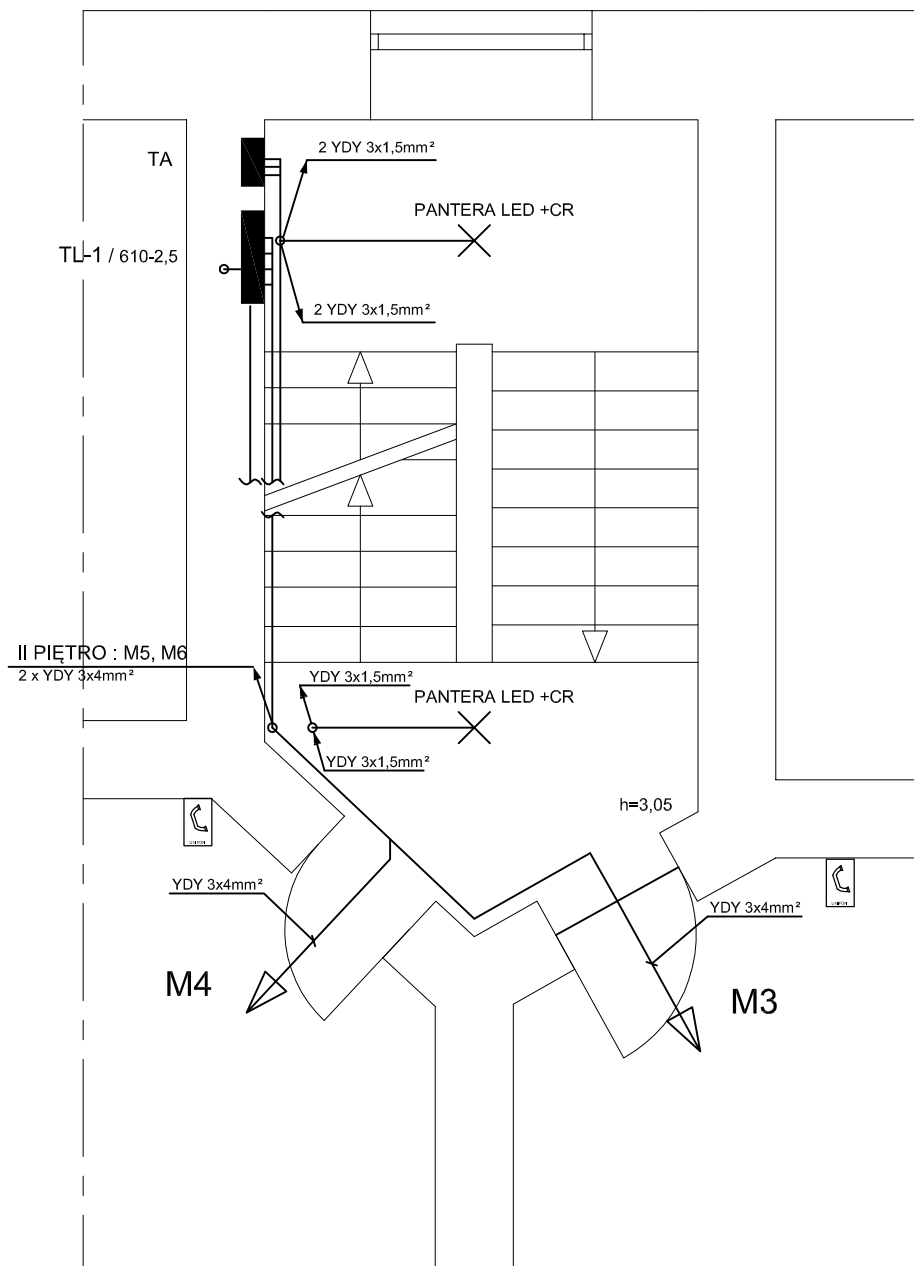 2 YDY 3x1,5mm²
TA
PANTERA LED +CR
TL-1 / 610-2,5
2 YDY 3x1,5mm²
II PIĘTRO : M5, M6
2 x YDY 3x4mm²
YDY 3x1,5mm²
PANTERA LED +CR
YDY 3x1,5mm²
h=3,05
UNIFON
UNIFON
YDY 3x4mm²
YDY 3x4mm²
M4
M3